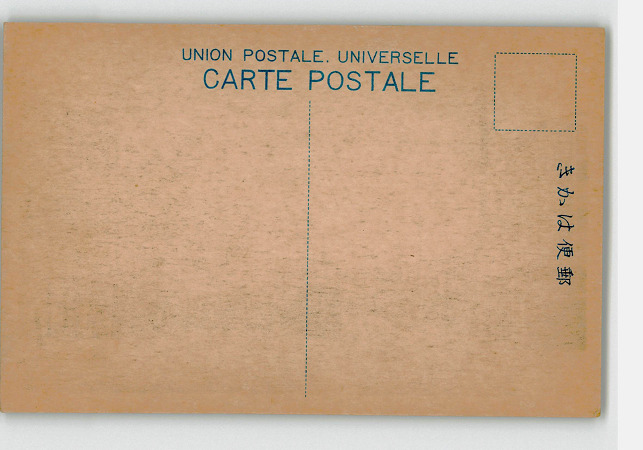 UNION POSTALE. UNIVERSELLE
CARTE POSTALE
郵便はかき